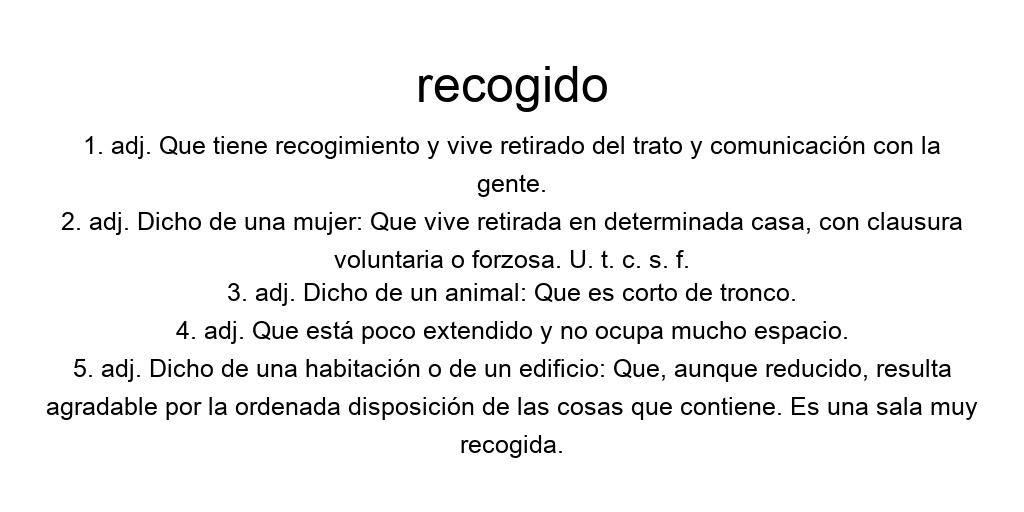 recogido
1. adj. Que tiene recogimiento y vive retirado del trato y comunicación con la
gente.
2. adj. Dicho de una mujer: Que vive retirada en determinada casa, con clausura
voluntaria o forzosa. U. t. c. s. f.
3. adj. Dicho de un animal: Que es corto de tronco.
4. adj. Que está poco extendido y no ocupa mucho espacio.
5. adj. Dicho de una habitación o de un edificio: Que, aunque reducido, resulta
agradable por la ordenada disposición de las cosas que contiene. Es una sala muy
recogida.